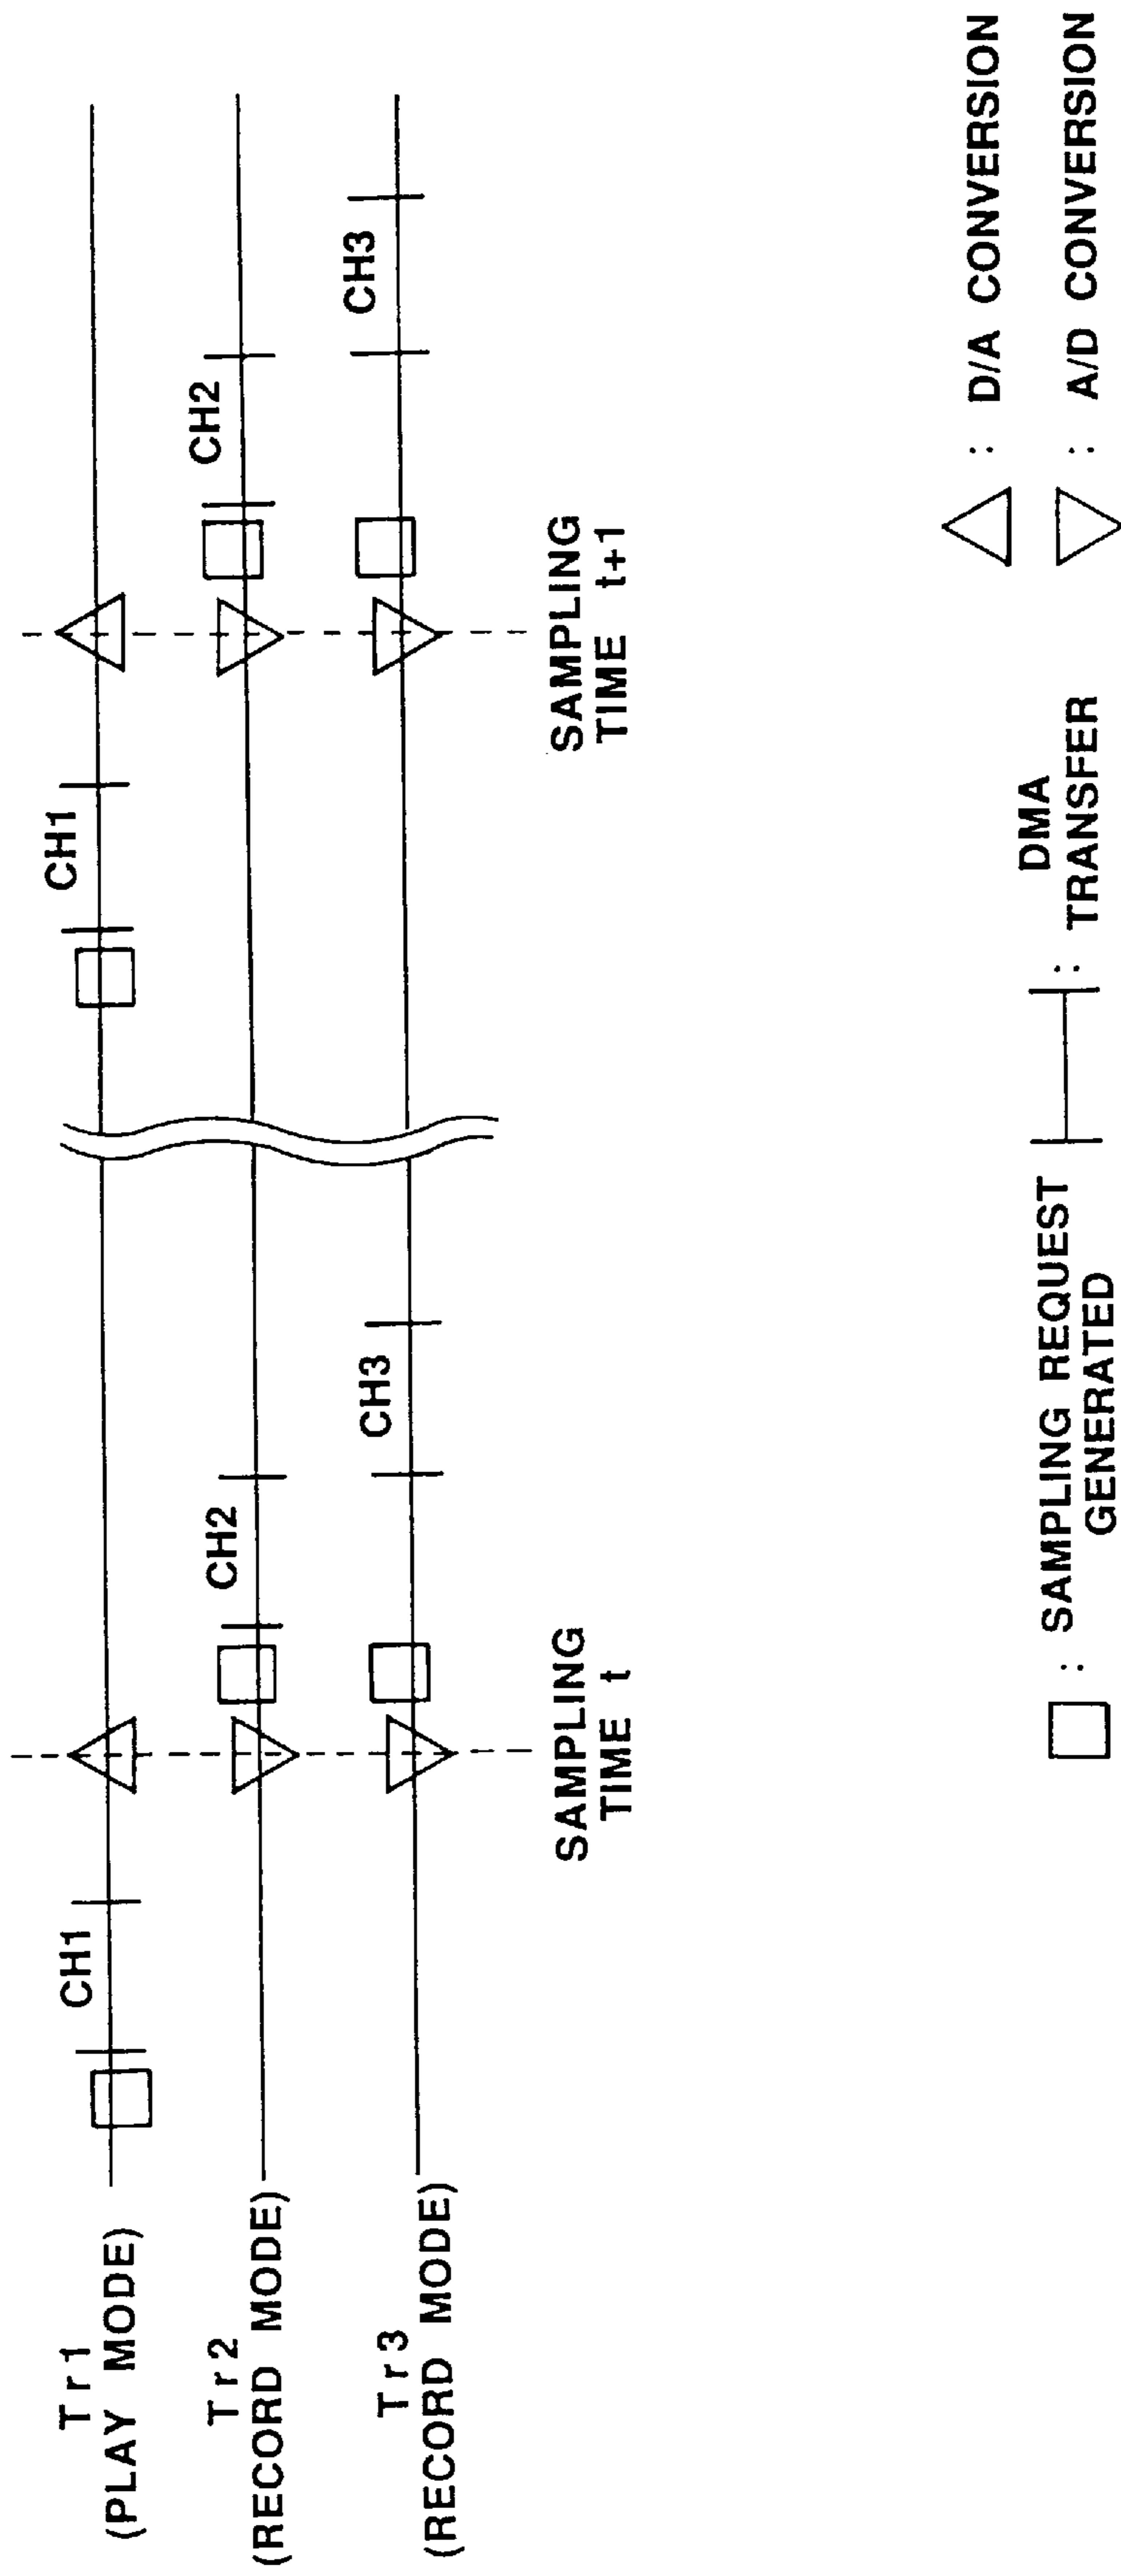 Tr1
(PLAY MODE)
CH1
CH1
Tr2
(RECORD MODE)
CH2
CH2
Tr3
(RECORD MODE)
CH3
CH3
SAMPLING
TIME t
SAMPLING
TIME t+1
: SAMPLING REQUEST
GENERATED
DMA
: TRANSFER
: D/A CONVERSION
: A/D CONVERSION